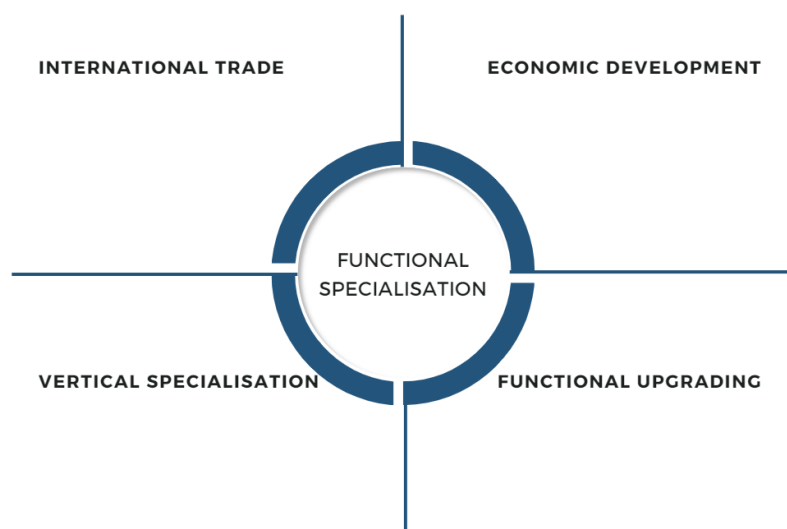 INTERNATIONAL TRADE
ECONOMIC DEVELOPMENT
FUNCTIONAL
SPECIALISATION
VERTICAL SPECIALISATION
FUNCTIONAL UPGRADING